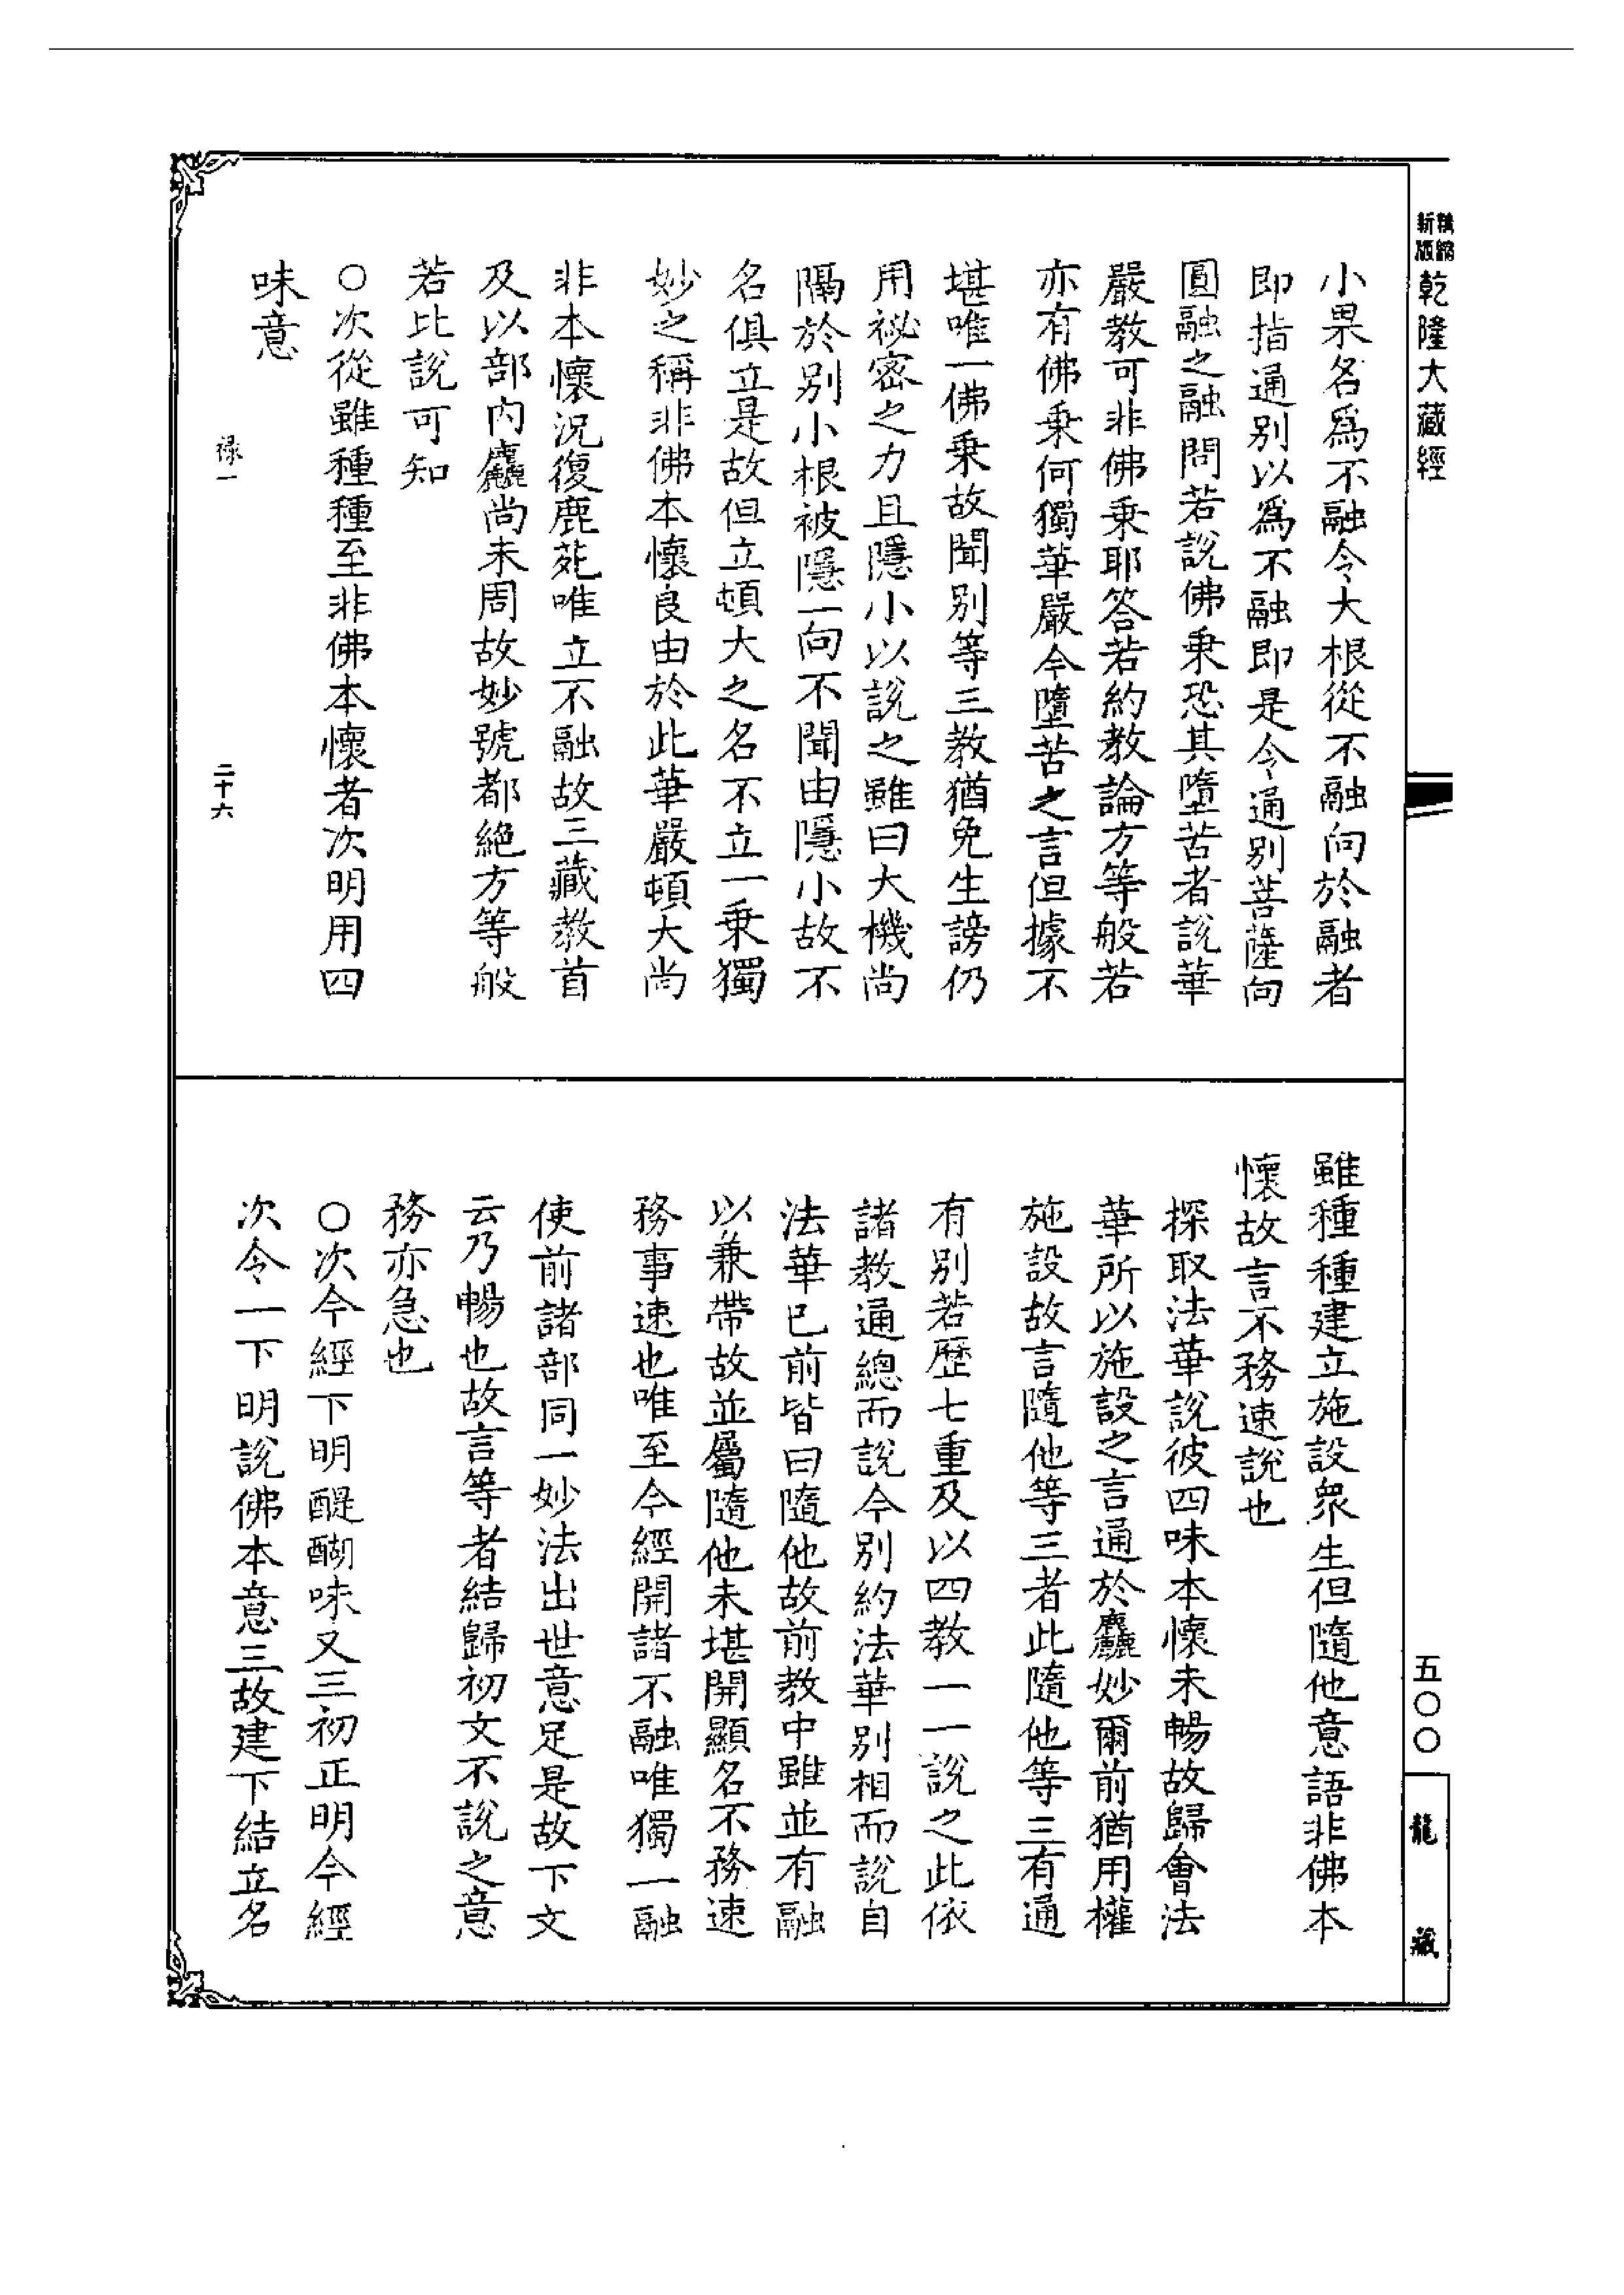 精縮新版乾隆大藏經
小果名爲不融令大根從不融向於融者
即指通別以爲不融即是令通別菩薩向
圓融之融問若說佛乘恐其墮苦者說華
嚴教可非佛乘耶答若約教論方等般若
亦有佛乘何獨華嚴令墮苦之言但據不
堪唯一佛乘故聞別等三教猶免生謗仍
用祕密之力且隱小以說之雖曰大機尚
隔於別小根被隱一向不聞由隱小故不
名俱立是故但立頓大之名不立一乘獨
妙之稱非佛本懷良由於此華嚴頓大尚
非本懷況復鹿苑唯立不融故三藏教首
及以部內麤尚未周故妙號都絕方等般
若比說可知
○次從雖種種至非佛本懷者次明用四
味意
祿一
二十六
雖種種建立施設衆生但隨他意語非佛本
懷故言不務速說也
探取法華說彼四味本懷未暢故歸會法
華所以施設之言通於麤妙爾前猶用權
施設故言隨他等三者此隨他等三有通
有別若歷七重及以四教一一說之此依
諸教通總而說今別約法華別相而說自
法華已前皆曰隨他故前教中雖並有融
以兼帶故並屬隨他未堪開顯名不務速
務事速也唯至今經開諸不融唯獨一融
使前諸部同一妙法出世意足是故下文
云乃暢也故言等者結歸初文不說之意
務亦急也
○次今經下明醍醐味又三初正明今經
次令一下明說佛本意三故建下結立名
五〇〇
龍藏